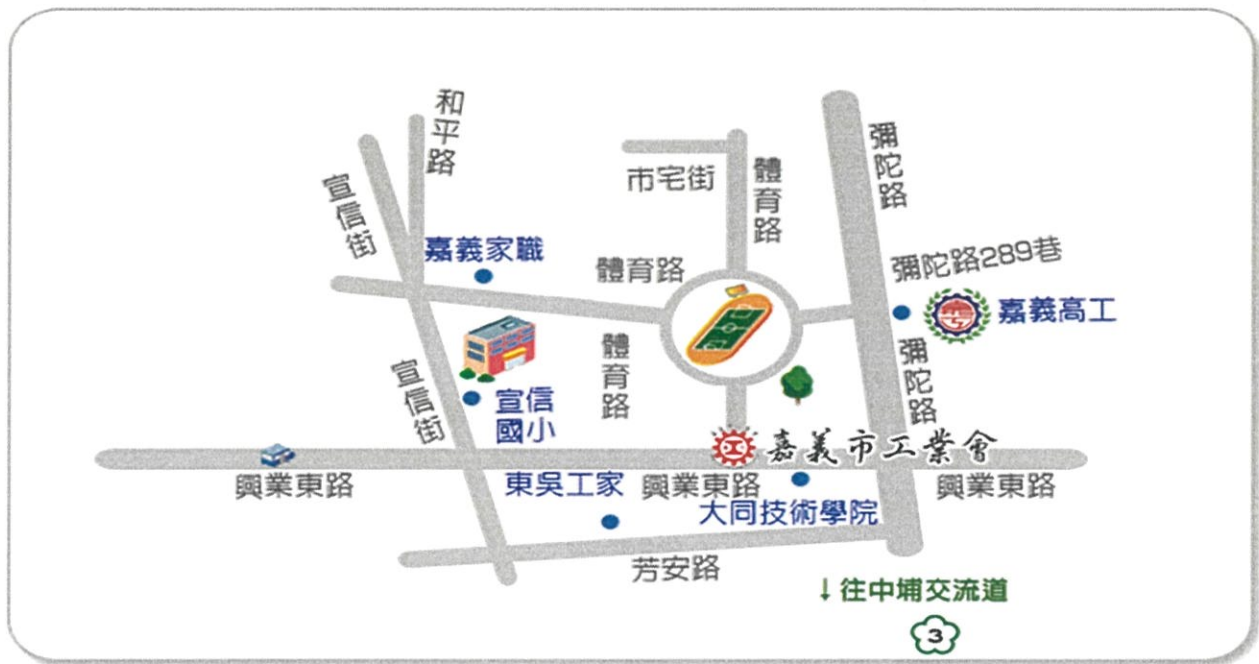 和平路
宣信街
市宅街
體育路
彌陀路
嘉義家職
體育路
彌陀路289巷
嘉義高工
體育路
彌陀路
宣信街
宣信
國小
工
嘉義市工業會
興業東路
東吳工家
興業東路
興業東路
大同技術學院
芳安路
↓往中埔交流道
3